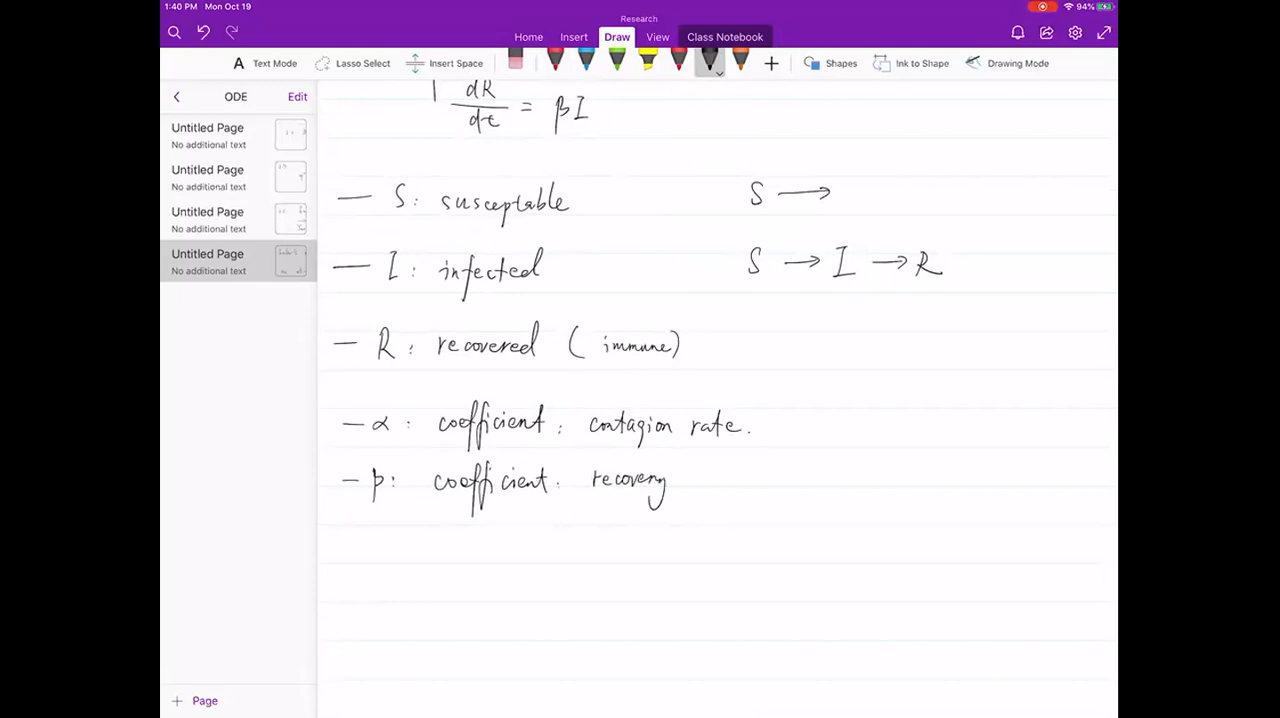 1:40 PM Mon Oct 19
94%
Research
Home Insert Draw View Class Notebook
Text Mode Lasso Select Insert Space Shapes Ink to Shape Drawing Mode
ODE Edit
Untitled Page
No additional text
Untitled Page
No additional text
Untitled Page
No additional text
Untitled Page
No additional text
+ Page
dR/dt = βI
— S: susceptable S →
— I: infected S → I → R
— R: recovered (immune)
— α: coefficient: contagion rate.
— β: coefficient: recovery